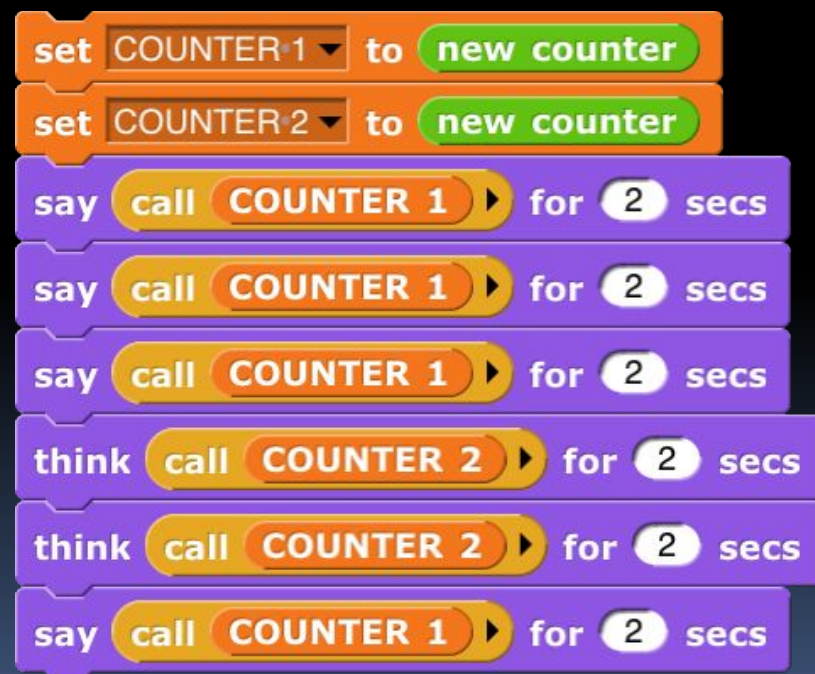 set COUNTER 1 to new counter
set COUNTER 2 to new counter
say call COUNTER 1 for 2 secs
say call COUNTER 1 for 2 secs
say call COUNTER 1 for 2 secs
think call COUNTER 2 for 2 secs
think call COUNTER 2 for 2 secs
say call COUNTER 1 for 2 secs